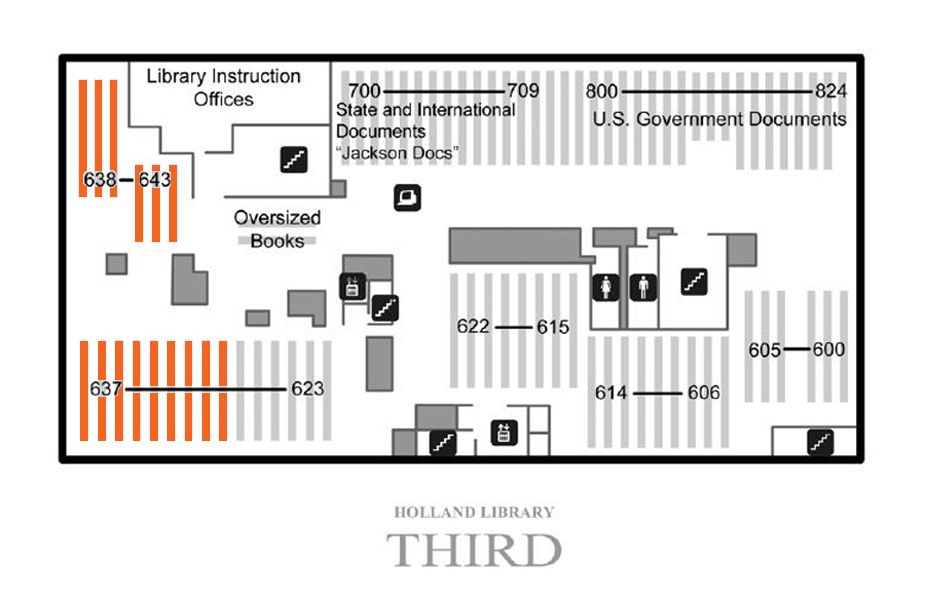 Library Instruction
Offices
700 709
State and International
Documents
“Jackson Docs”
800 824
U.S. Government Documents
638 643
Oversized
Books
622 615
605 600
637 623
614 606
HOLLAND LIBRARY
THIRD